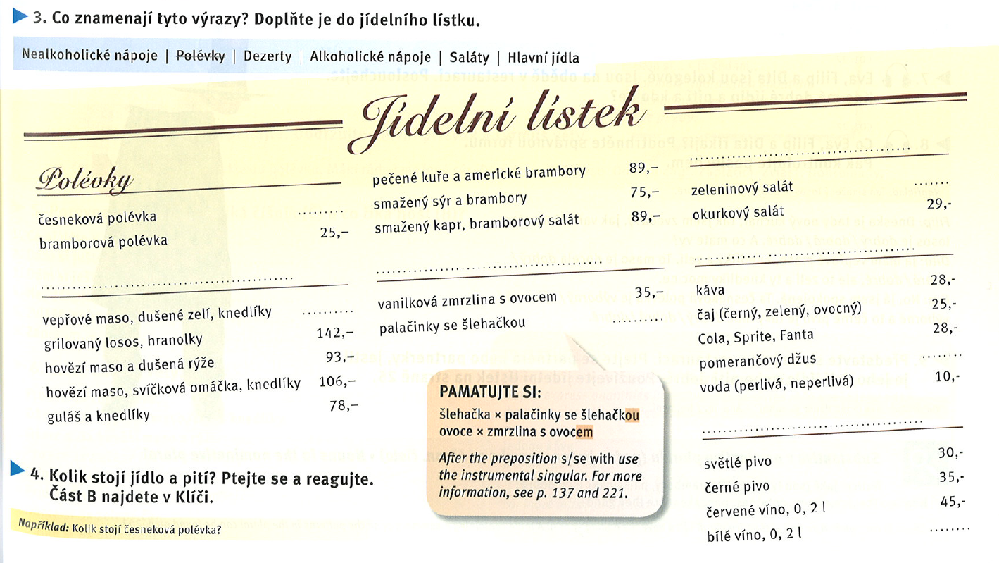 3. Co znamenají tyto výrazy? Doplňte je do jídelního lístku.
Nealkoholické nápoje | Polévky | Dezerty | Alkoholické nápoje | Saláty | Hlavní jídla
Jídelní lístek
Polévky
česneková polévka .........
bramborová polévka 25,–
..........................................................
vepřové maso, dušené zelí, knedlíky ..........
grilovaný losos, hranolky 142,–
hovězí maso a dušená rýže 93,–
hovězí maso, svíčková omáčka, knedlíky 106,–
guláš a knedlíky 78,–
pečené kuře a americké brambory 89,–
smažený sýr a brambory 75,–
smažený kapr, bramborový salát 89,–
..........................................................
vanilková zmrzlina s ovocem 35,–
palačinky se šlehačkou ..........
..........................................................
zeleninový salát .......
okurkový salát 29,-
..........................................................
káva 28,-
čaj (černý, zelený, ovocný) 25,-
Cola, Sprite, Fanta 28,-
pomerančový džus ........
voda (perlivá, neperlivá) 10,-
..........................................................
světlé pivo 30,-
černé pivo 35,-
červené víno, 0, 2 l 45,-
bílé víno, 0, 2 l ........
PAMATUJTE SI:
šlehačka × palačinky se šlehačkou
ovoce × zmrzlina s ovocem
After the preposition s/se with use
the instrumental singular. For more
information, see p. 137 and 221.
4. Kolik stojí jídlo a pití? Ptejte se a reagujte.
Část B najdete v Klíči.
Například: Kolik stojí česneková polévka?